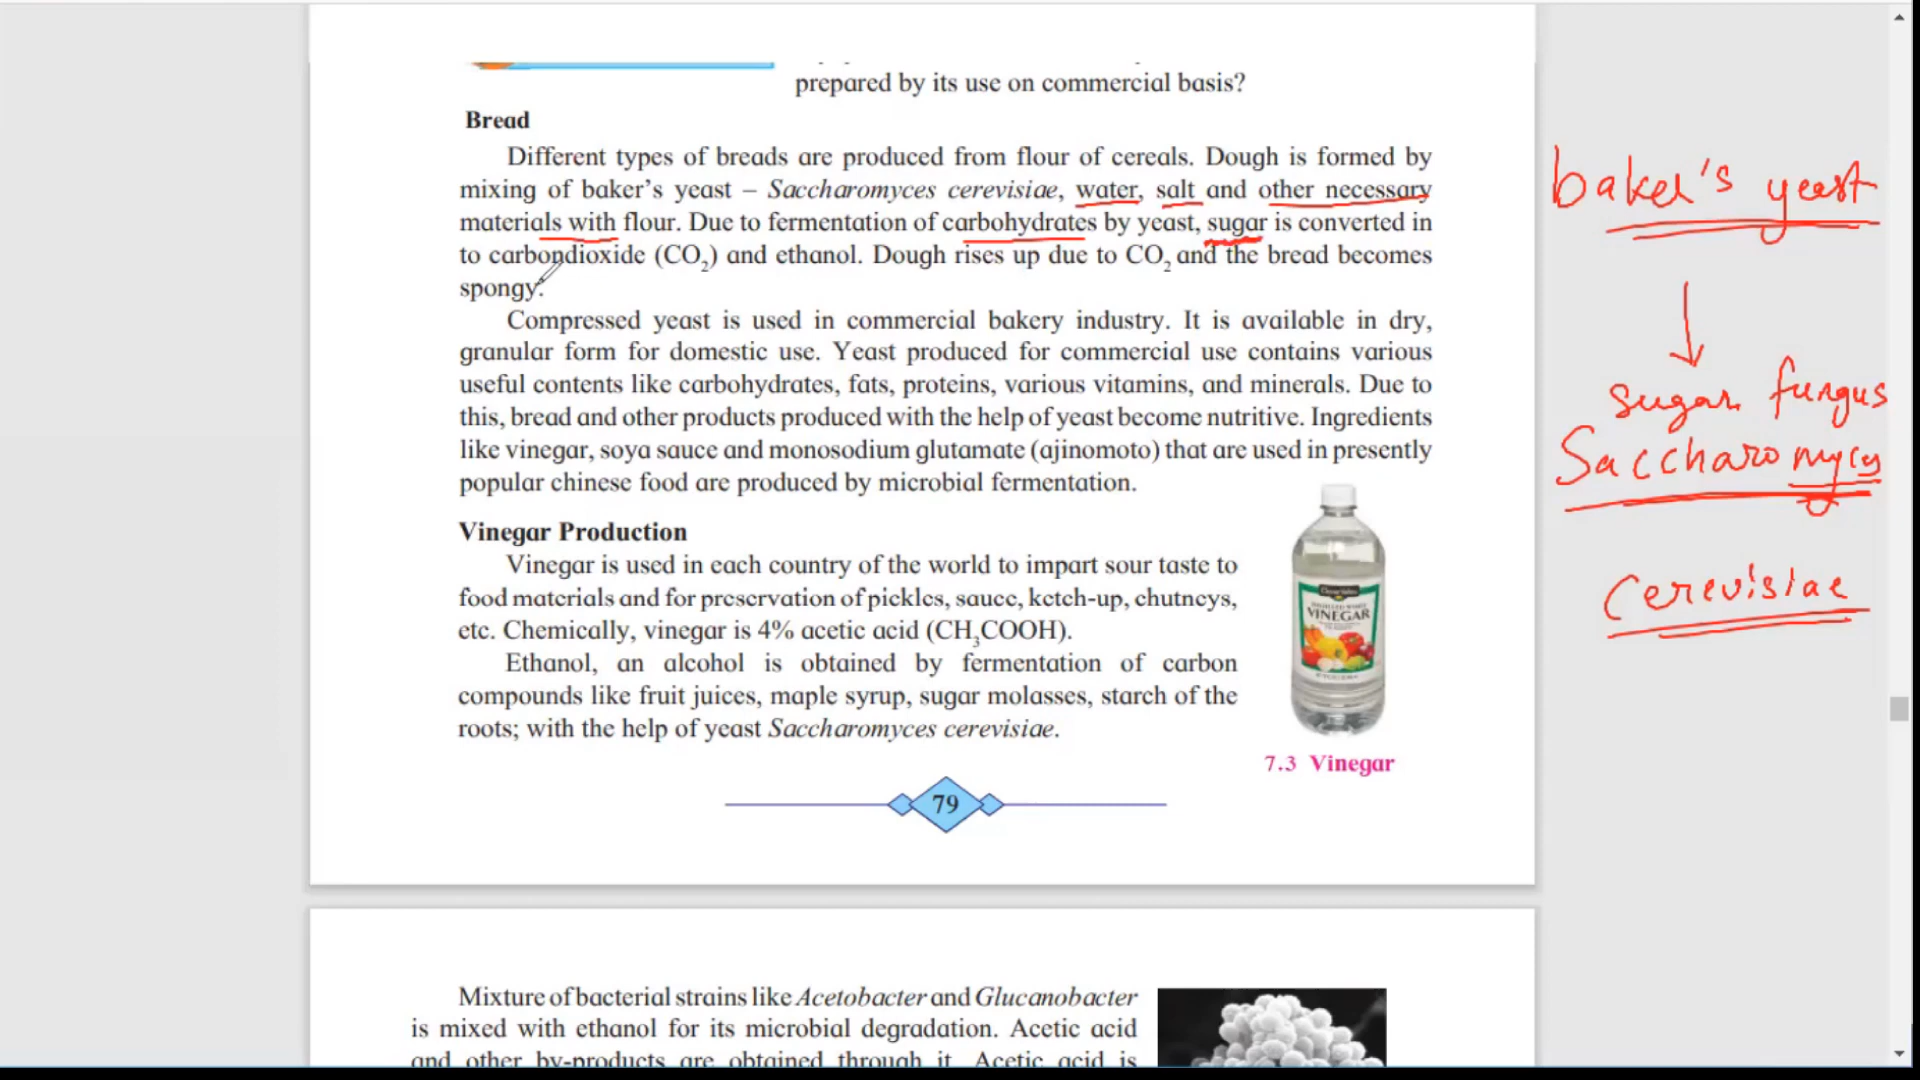 prepared by its use on commercial basis?
Bread
Different types of breads are produced from flour of cereals. Dough is formed by
mixing of baker's yeast – Saccharomyces cerevisiae, water, salt and other necessary
materials with flour. Due to fermentation of carbohydrates by yeast, sugar is converted in
to carbondioxide (CO₂) and ethanol. Dough rises up due to CO₂ and the bread becomes
spongy.
Compressed yeast is used in commercial bakery industry. It is available in dry,
granular form for domestic use. Yeast produced for commercial use contains various
useful contents like carbohydrates, fats, proteins, various vitamins, and minerals. Due to
this, bread and other products produced with the help of yeast become nutritive. Ingredients
like vinegar, soya sauce and monosodium glutamate (ajinomoto) that are used in presently
popular chinese food are produced by microbial fermentation.
Vinegar Production
Vinegar is used in each country of the world to impart sour taste to
food materials and for preservation of pickles, sauce, ketch-up, chutneys,
etc. Chemically, vinegar is 4% acetic acid (CH₃COOH).
Ethanol, an alcohol is obtained by fermentation of carbon
compounds like fruit juices, maple syrup, sugar molasses, starch of the
roots; with the help of yeast Saccharomyces cerevisiae.
VINEGAR
7.3 Vinegar
79
Mixture of bacterial strains like Acetobacter and Glucanobacter
is mixed with ethanol for its microbial degradation. Acetic acid
and other by-products are obtained through it. Acetic acid is
baker's yeast
sugar fungus
Saccharomyces
cerevisiae